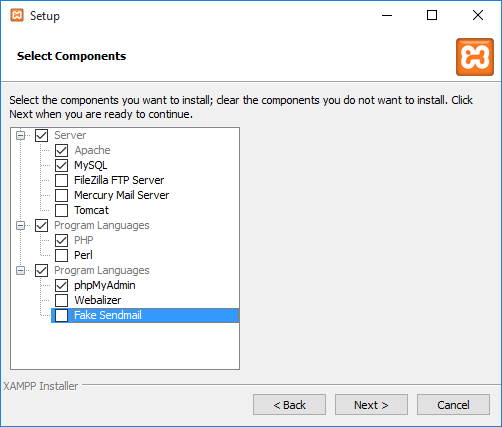 Setup
Select Components
Select the components you want to install; clear the components you do not want to install. Click
Next when you are ready to continue.
Server
Apache
MySQL
FileZilla FTP Server
Mercury Mail Server
Tomcat
Program Languages
PHP
Perl
Program Languages
phpMyAdmin
Webalizer
Fake Sendmail
XAMPP Installer
< Back
Next >
Cancel